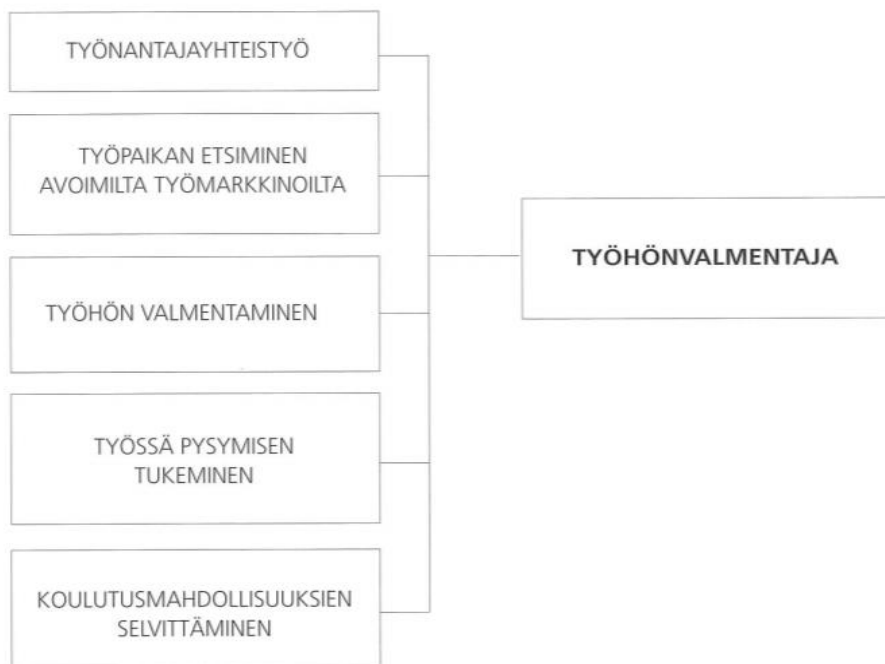 TYÖNANTAJAYHTEISTYÖ
TYÖPAIKAN ETSIMINEN
AVOIMILTA TYÖMARKKINOILTA
TYÖHÖNVALMENTAJA
TYÖHÖN VALMENTAMINEN
TYÖSSÄ PYSYMISEN
TUKEMINEN
KOULUTUSMAHDOLLISUUKSIEN
SELVITTÄMINEN